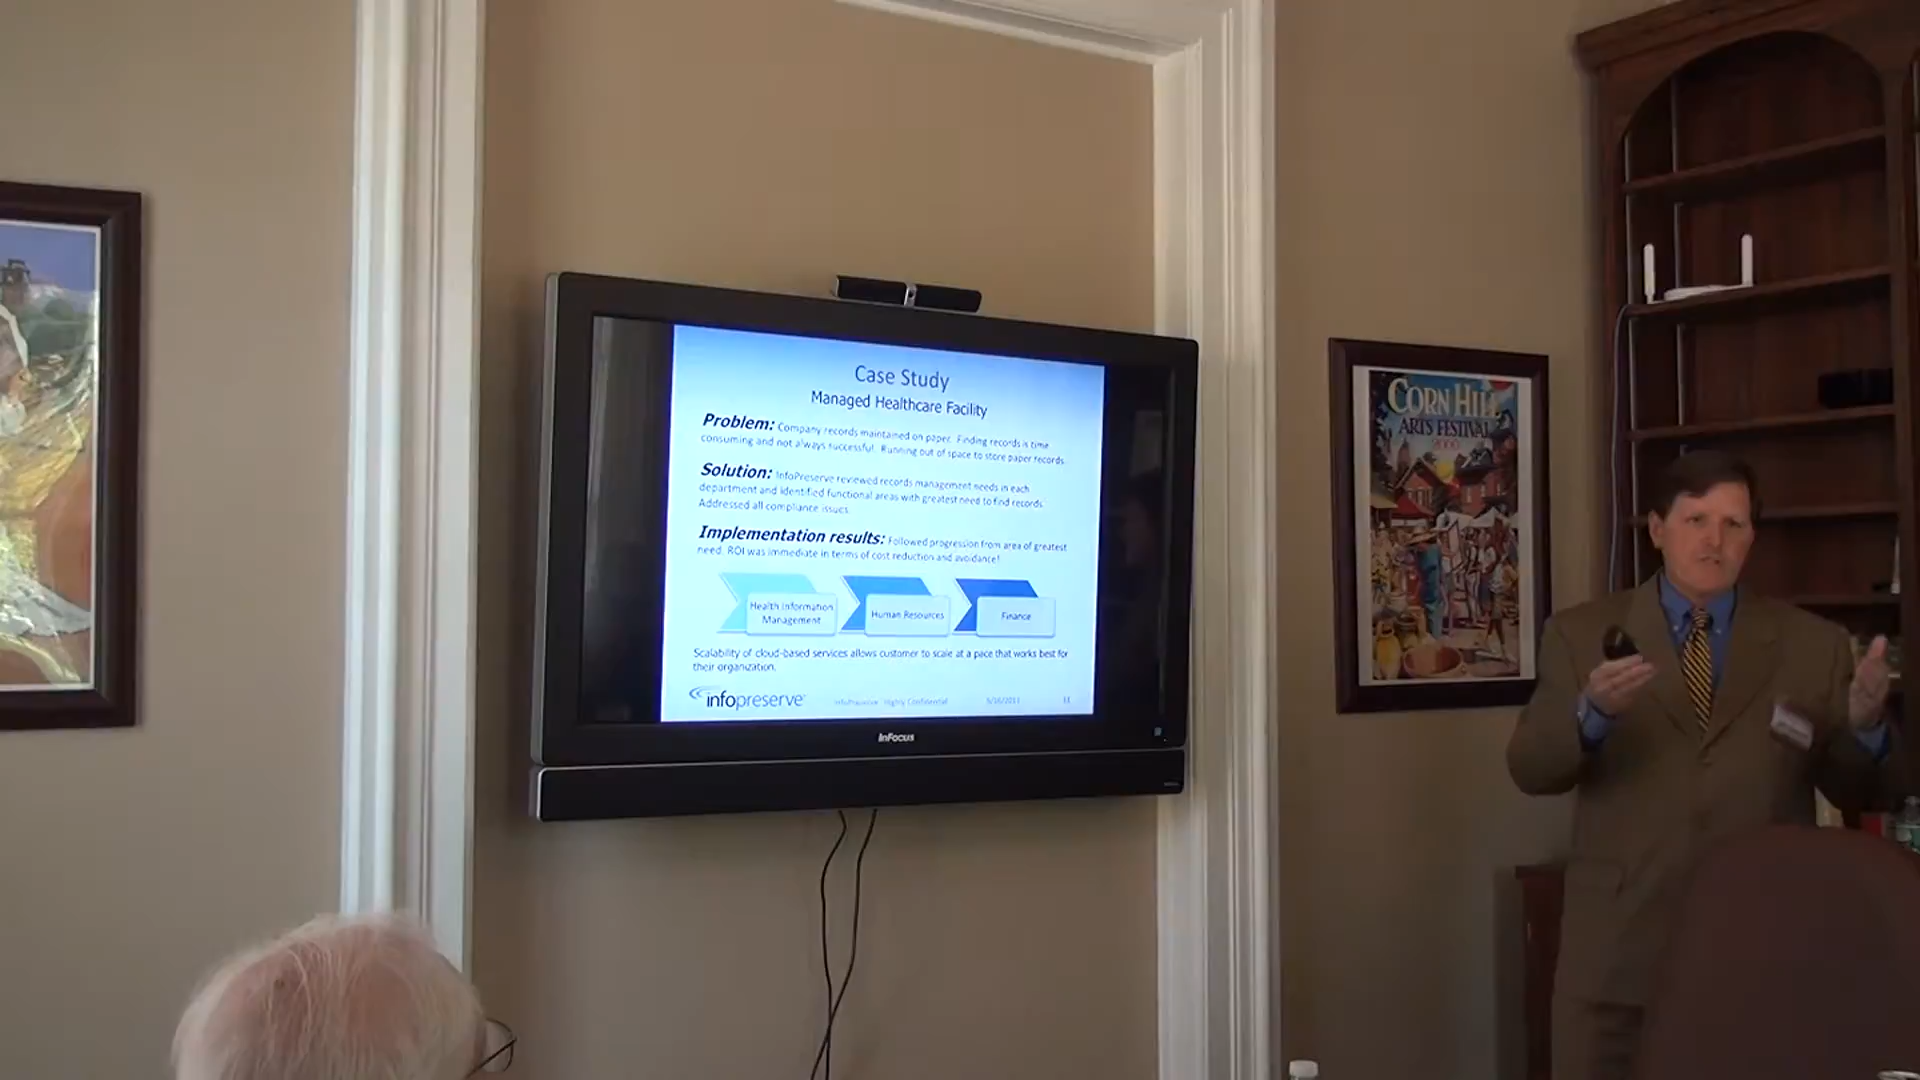 Case Study
Managed Healthcare Facility
Problem: Company records maintained on paper. Finding records is time
consuming and not always successful. Running out of space to store paper records.
Solution: InfoPreserve reviewed records management needs in each
department and identified functional areas with greatest need to find records.
Addressed all compliance issues.
Implementation results: Followed progression from area of greatest
need. ROI was immediate in terms of cost reduction and avoidance!
Health Information
Management
Human Resources
Finance
Scalability of cloud-based services allows customer to scale at a pace that works best for
their organization.
infopreserve
InfoPreserve Highly Confidential
InFocus
CORN HILL
ARTS FESTIVAL